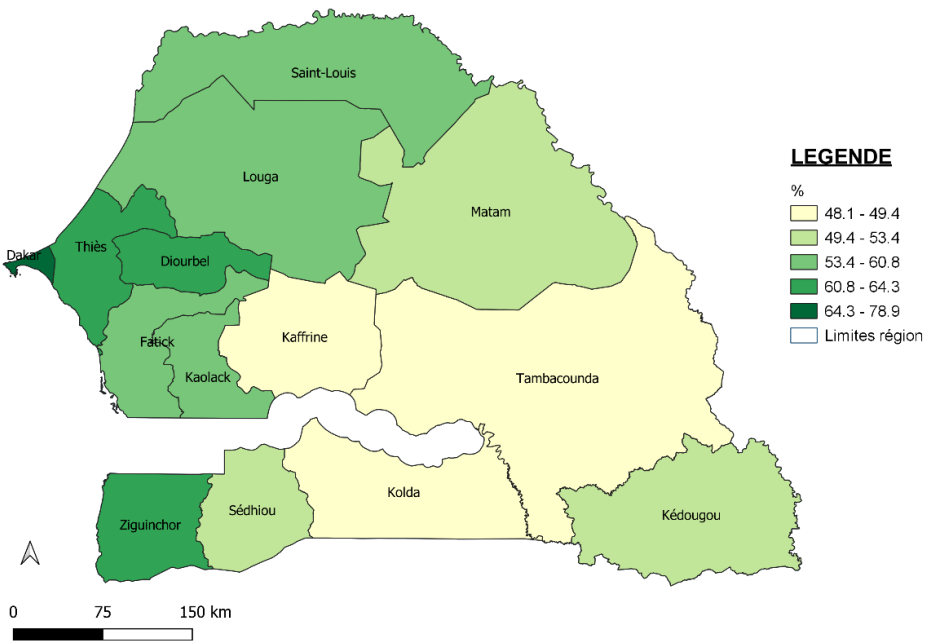 Saint-Louis
Louga
Matam
Dakar
Thiès
Diourbel
Fatick
Kaolack
Kaffrine
Tambacounda
Ziguinchor
Sédhiou
Kolda
Kédougou
LEGENDE
%
48.1 - 49.4
49.4 - 53.4
53.4 - 60.8
60.8 - 64.3
64.3 - 78.9
Limites région
0 75 150 km